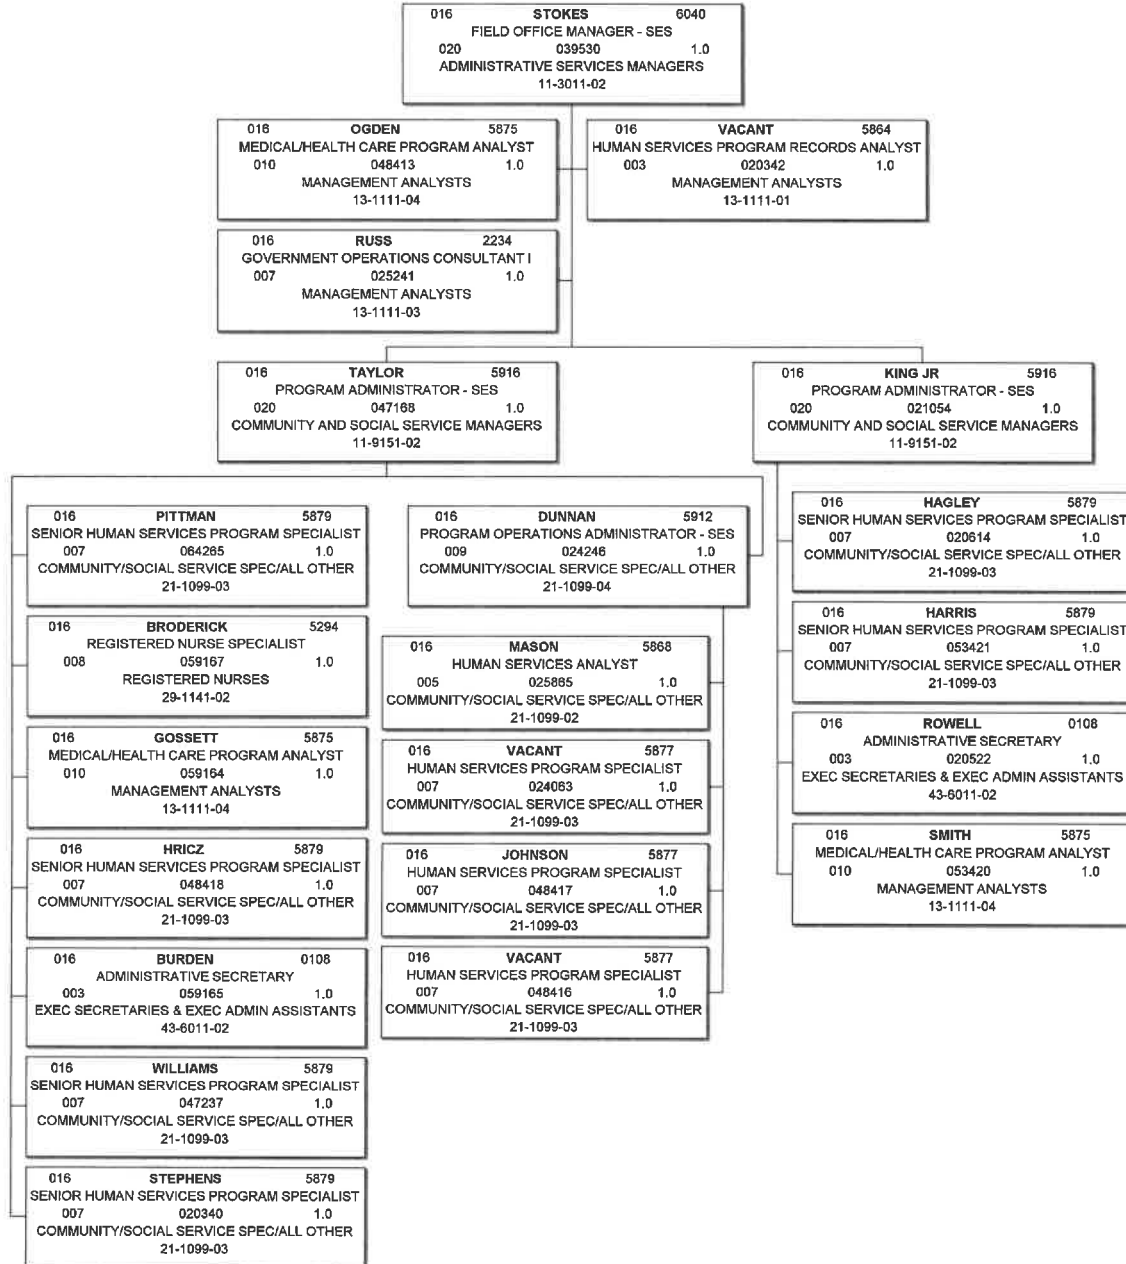 016 STOKES 6040
FIELD OFFICE MANAGER - SES
020 039530 1.0
ADMINISTRATIVE SERVICES MANAGERS
11-3011-02
016 OGDEN 5875
MEDICAL/HEALTH CARE PROGRAM ANALYST
010 048413 1.0
MANAGEMENT ANALYSTS
13-1111-04
016 VACANT 5864
HUMAN SERVICES PROGRAM RECORDS ANALYST
003 020342 1.0
MANAGEMENT ANALYSTS
13-1111-01
016 RUSS 2234
GOVERNMENT OPERATIONS CONSULTANT I
007 025241 1.0
MANAGEMENT ANALYSTS
13-1111-03
016 TAYLOR 5916
PROGRAM ADMINISTRATOR - SES
020 047168 1.0
COMMUNITY AND SOCIAL SERVICE MANAGERS
11-9151-02
016 KING JR 5916
PROGRAM ADMINISTRATOR - SES
020 021054 1.0
COMMUNITY AND SOCIAL SERVICE MANAGERS
11-9151-02
016 PITTMAN 5879
SENIOR HUMAN SERVICES PROGRAM SPECIALIST
007 064265 1.0
COMMUNITY/SOCIAL SERVICE SPEC/ALL OTHER
21-1099-03
016 BRODERICK 5294
REGISTERED NURSE SPECIALIST
008 059167 1.0
REGISTERED NURSES
29-1141-02
016 GOSSETT 5875
MEDICAL/HEALTH CARE PROGRAM ANALYST
010 059164 1.0
MANAGEMENT ANALYSTS
13-1111-04
016 HRICZ 5879
SENIOR HUMAN SERVICES PROGRAM SPECIALIST
007 048418 1.0
COMMUNITY/SOCIAL SERVICE SPEC/ALL OTHER
21-1099-03
016 BURDEN 0108
ADMINISTRATIVE SECRETARY
003 059165 1.0
EXEC SECRETARIES & EXEC ADMIN ASSISTANTS
43-6011-02
016 WILLIAMS 5879
SENIOR HUMAN SERVICES PROGRAM SPECIALIST
007 047237 1.0
COMMUNITY/SOCIAL SERVICE SPEC/ALL OTHER
21-1099-03
016 STEPHENS 5879
SENIOR HUMAN SERVICES PROGRAM SPECIALIST
007 020340 1.0
COMMUNITY/SOCIAL SERVICE SPEC/ALL OTHER
21-1099-03
016 DUNNAN 5912
PROGRAM OPERATIONS ADMINISTRATOR - SES
009 024246 1.0
COMMUNITY/SOCIAL SERVICE SPEC/ALL OTHER
21-1099-04
016 MASON 5868
HUMAN SERVICES ANALYST
005 025865 1.0
COMMUNITY/SOCIAL SERVICE SPEC/ALL OTHER
21-1099-02
016 VACANT 5877
HUMAN SERVICES PROGRAM SPECIALIST
007 024063 1.0
COMMUNITY/SOCIAL SERVICE SPEC/ALL OTHER
21-1099-03
016 JOHNSON 5877
HUMAN SERVICES PROGRAM SPECIALIST
007 048417 1.0
COMMUNITY/SOCIAL SERVICE SPEC/ALL OTHER
21-1099-03
016 VACANT 5877
HUMAN SERVICES PROGRAM SPECIALIST
007 048416 1.0
COMMUNITY/SOCIAL SERVICE SPEC/ALL OTHER
21-1099-03
016 HAGLEY 5879
SENIOR HUMAN SERVICES PROGRAM SPECIALIST
007 020614 1.0
COMMUNITY/SOCIAL SERVICE SPEC/ALL OTHER
21-1099-03
016 HARRIS 5879
SENIOR HUMAN SERVICES PROGRAM SPECIALIST
007 053421 1.0
COMMUNITY/SOCIAL SERVICE SPEC/ALL OTHER
21-1099-03
016 ROWELL 0108
ADMINISTRATIVE SECRETARY
003 020522 1.0
EXEC SECRETARIES & EXEC ADMIN ASSISTANTS
43-6011-02
016 SMITH 5875
MEDICAL/HEALTH CARE PROGRAM ANALYST
010 053420 1.0
MANAGEMENT ANALYSTS
13-1111-04